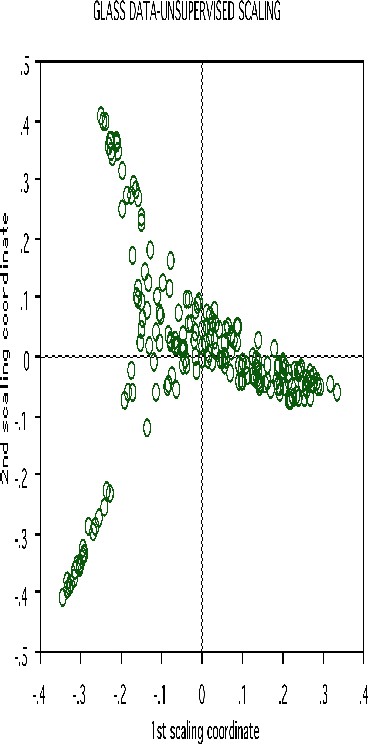 GLASS DATA-UNSUPERVISED SCALING
2nd scaling coordinate
.5
.4
.3
.2
.1
0
-.1
-.2
-.3
-.4
-.5
-.4 -.3 -.2 -.1 0 .1 .2 .3 .4
1st scaling coordinate